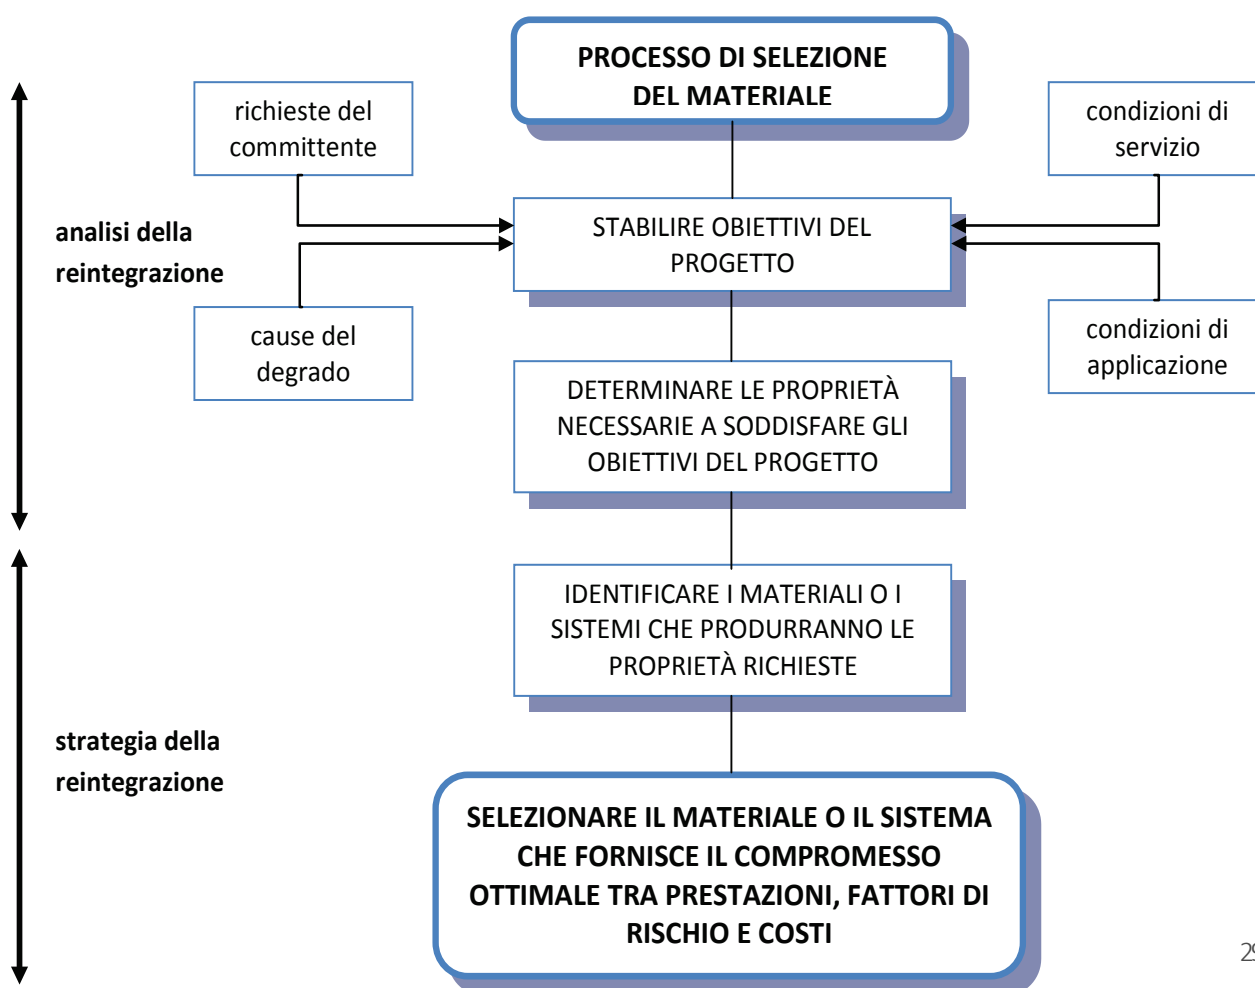 PROCESSO DI SELEZIONE
DEL MATERIALE
richieste del
committente
condizioni di
servizio
analisi della
reintegrazione
STABILIRE OBIETTIVI DEL
PROGETTO
cause del
degrado
condizioni di
applicazione
DETERMINARE LE PROPRIETÀ
NECESSARIE A SODDISFARE GLI
OBIETTIVI DEL PROGETTO
IDENTIFICARE I MATERIALI O I
SISTEMI CHE PRODURRANNO LE
PROPRIETÀ RICHIESTE
strategia della
reintegrazione
SELEZIONARE IL MATERIALE O IL SISTEMA
CHE FORNISCE IL COMPROMESSO
OTTIMALE TRA PRESTAZIONI, FATTORI DI
RISCHIO E COSTI